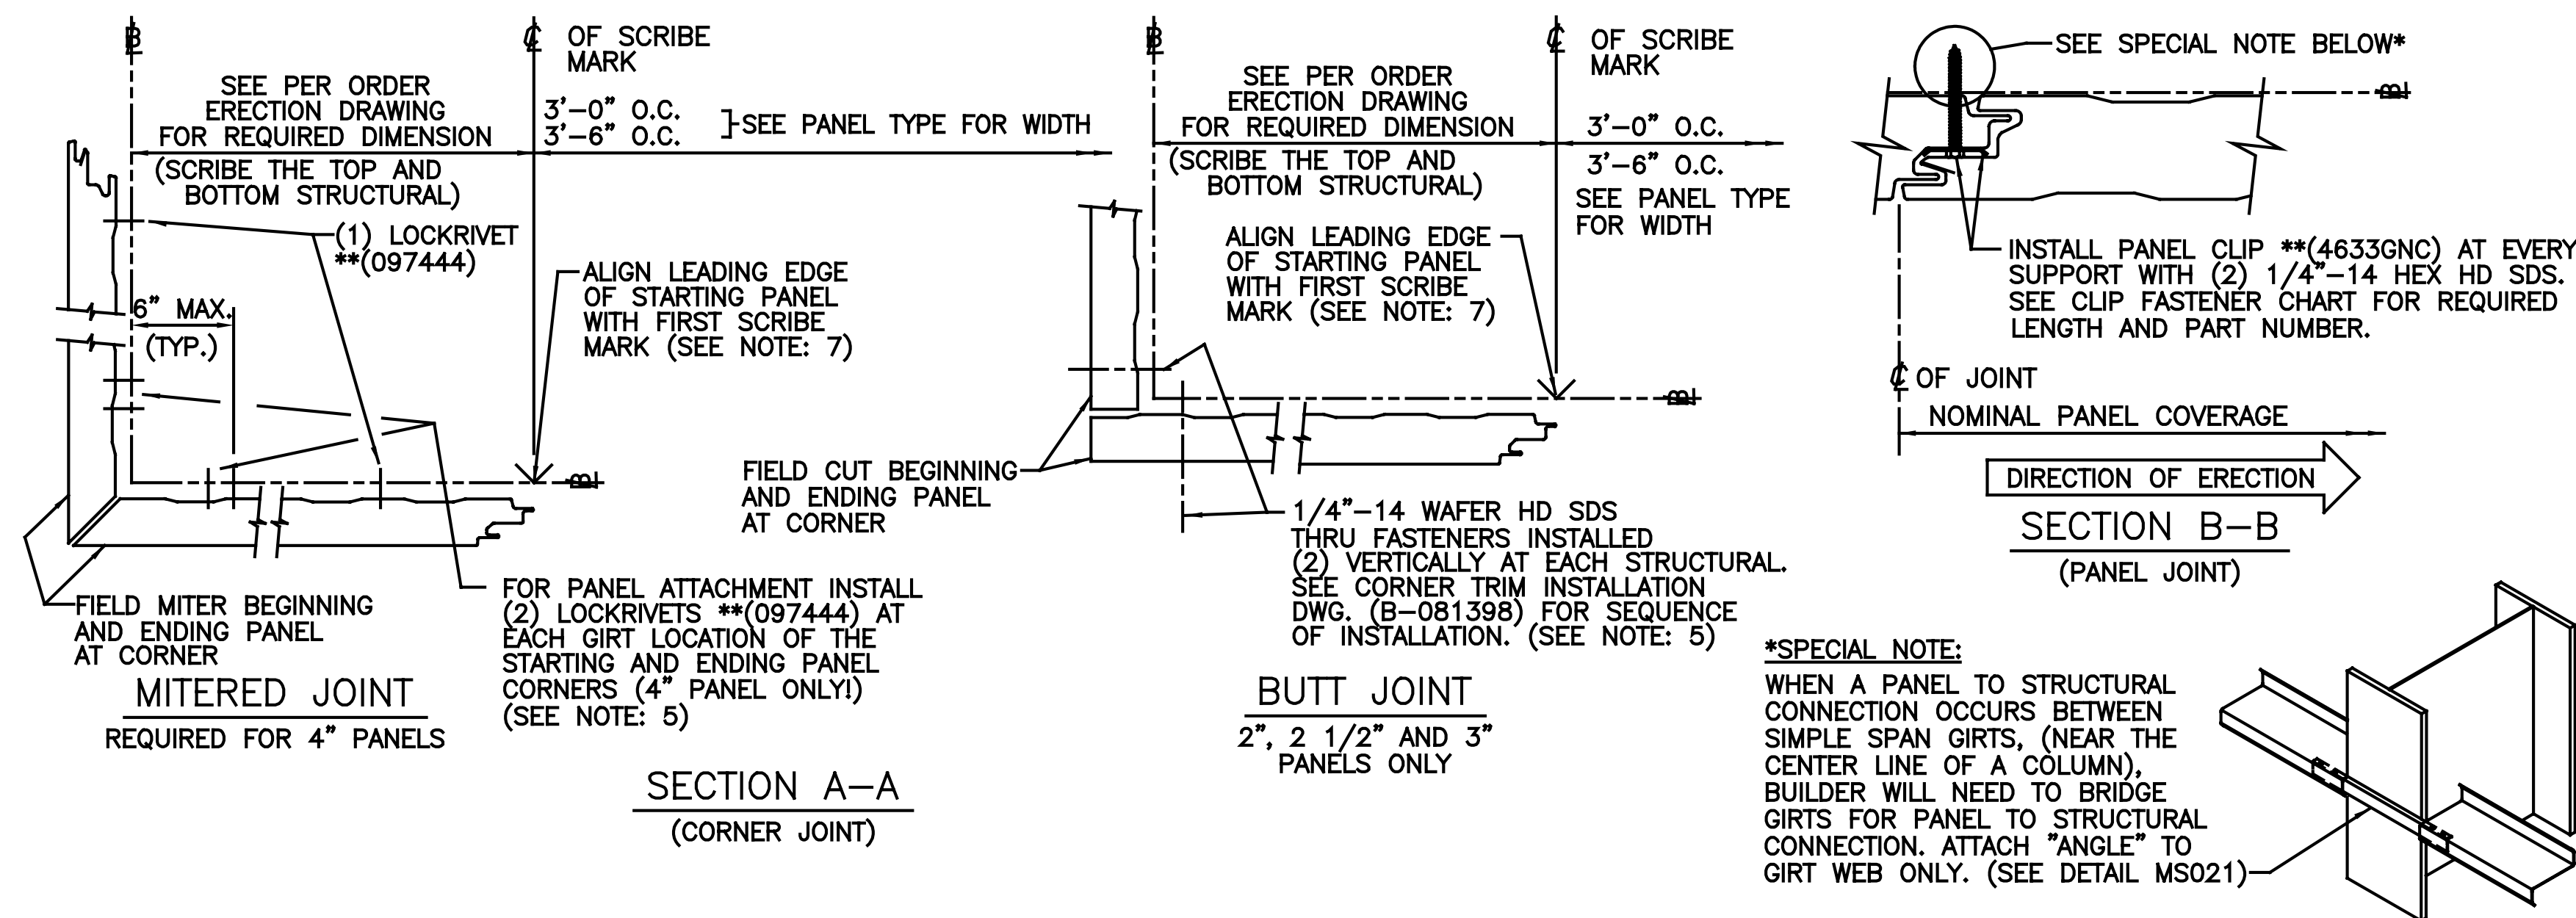 B
℄ OF SCRIBE
MARK
SEE PER ORDER
ERECTION DRAWING
FOR REQUIRED DIMENSION
(SCRIBE THE TOP AND
BOTTOM STRUCTURAL)
3'-0" O.C.
3'-6" O.C.
SEE PANEL TYPE FOR WIDTH
(1) LOCKRIVET
**(097444)
6" MAX.
(TYP.)
ALIGN LEADING EDGE
OF STARTING PANEL
WITH FIRST SCRIBE
MARK (SEE NOTE: 7)
B
FIELD MITER BEGINNING
AND ENDING PANEL
AT CORNER
MITERED JOINT
REQUIRED FOR 4" PANELS
FOR PANEL ATTACHMENT INSTALL
(2) LOCKRIVETS **(097444) AT
EACH GIRT LOCATION OF THE
STARTING AND ENDING PANEL
CORNERS (4" PANEL ONLY!)
(SEE NOTE: 5)
SECTION A-A
(CORNER JOINT)
B
℄ OF SCRIBE
MARK
SEE PER ORDER
ERECTION DRAWING
FOR REQUIRED DIMENSION
(SCRIBE THE TOP AND
BOTTOM STRUCTURAL)
3'-0" O.C.
3'-6" O.C.
SEE PANEL TYPE
FOR WIDTH
ALIGN LEADING EDGE
OF STARTING PANEL
WITH FIRST SCRIBE
MARK (SEE NOTE: 7)
B
FIELD CUT BEGINNING
AND ENDING PANEL
AT CORNER
1/4"-14 WAFER HD SDS
THRU FASTENERS INSTALLED
(2) VERTICALLY AT EACH STRUCTURAL.
SEE CORNER TRIM INSTALLATION
DWG. (B-081398) FOR SEQUENCE
OF INSTALLATION. (SEE NOTE: 5)
BUTT JOINT
2", 2 1/2" AND 3"
PANELS ONLY
SEE SPECIAL NOTE BELOW*
B
INSTALL PANEL CLIP **(4633GNC) AT EVERY
SUPPORT WITH (2) 1/4"-14 HEX HD SDS.
SEE CLIP FASTENER CHART FOR REQUIRED
LENGTH AND PART NUMBER.
℄ OF JOINT
NOMINAL PANEL COVERAGE
DIRECTION OF ERECTION
SECTION B-B
(PANEL JOINT)
*SPECIAL NOTE:
WHEN A PANEL TO STRUCTURAL
CONNECTION OCCURS BETWEEN
SIMPLE SPAN GIRTS, (NEAR THE
CENTER LINE OF A COLUMN),
BUILDER WILL NEED TO BRIDGE
GIRTS FOR PANEL TO STRUCTURAL
CONNECTION. ATTACH "ANGLE" TO
GIRT WEB ONLY. (SEE DETAIL MS021)